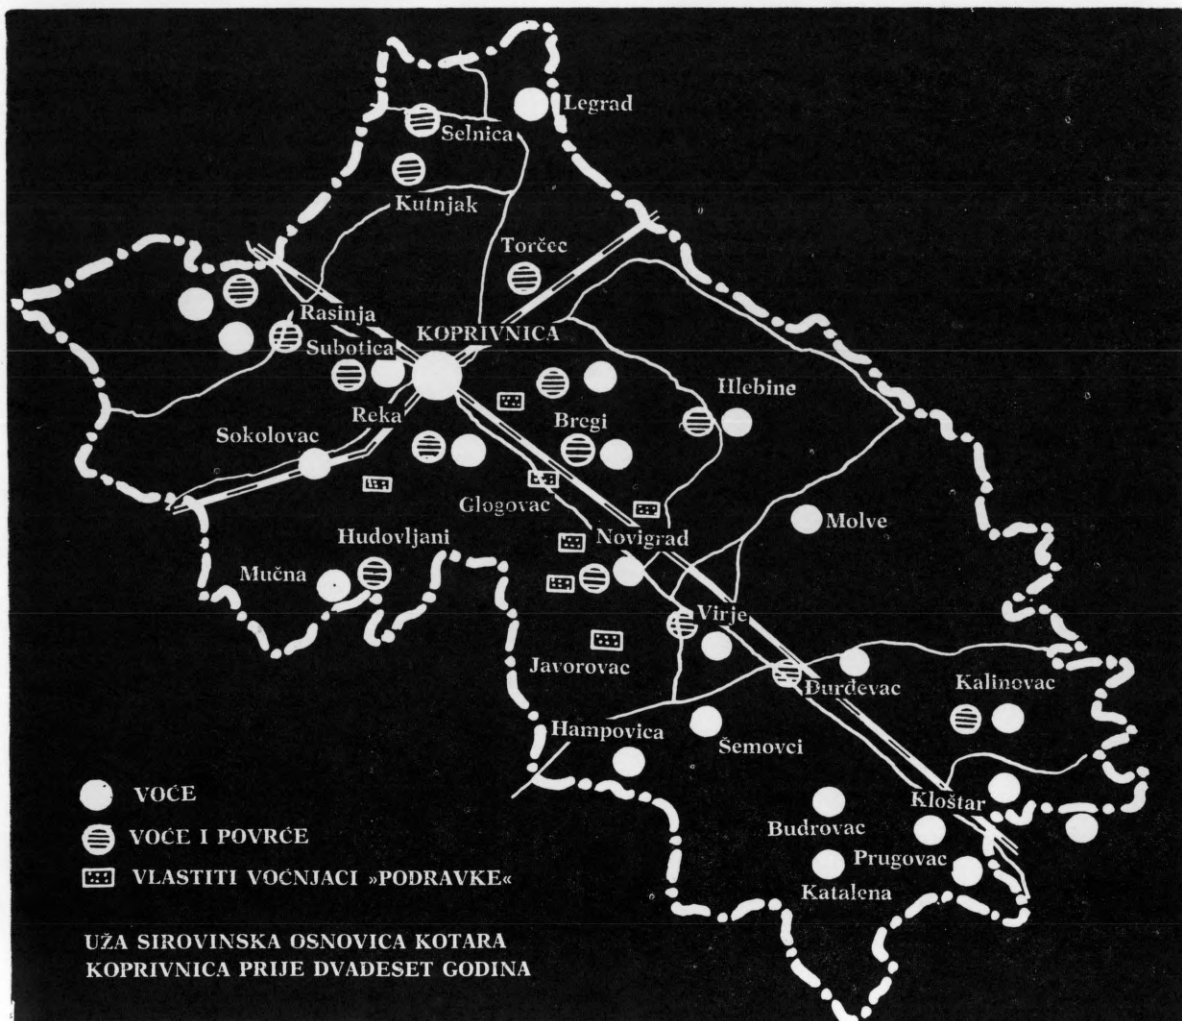 Legrad
Selnica
Kutnjak
Torčec
Rasinja
KOPRIVNICA
Subotica
Hlebine
Reka
Bregi
Sokolovac
Glogovac
Molve
Hudovljani
Novigrad
Mučna
Virje
Javorovac
Đurđevac
Kalinovac
Hampovica
Šemovci
Kloštar
Budrovac
Prugovac
Katalena
VOĆE
VOĆE I POVRĆE
VLASTITI VOĆNJACI »PODRAVKE«
UŽA SIROVINSKA OSNOVICA KOTARA
KOPRIVNICA PRIJE DVADESET GODINA